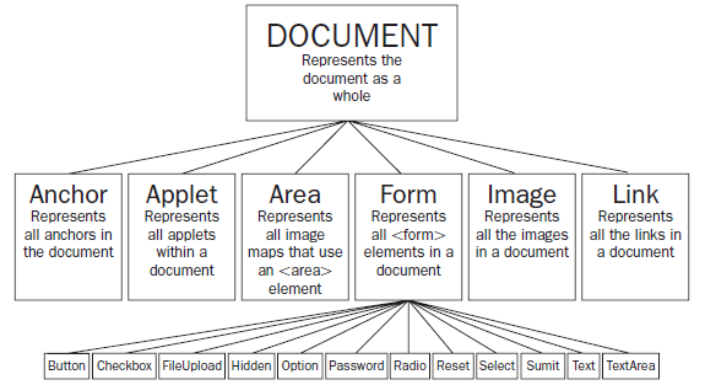 DOCUMENT
Represents the
document as a
whole
Anchor
Represents
all anchors in
the document
Applet
Represents
all applets
within a
document
Area
Represents
all image
maps that use
an <area>
element
Form
Represents
all <form>
elements in a
document
Image
Represents
all the images
in a document
Link
Represents
all the links in
a document
Button
Checkbox
FileUpload
Hidden
Option
Password
Radio
Reset
Select
Sumit
Text
TextArea